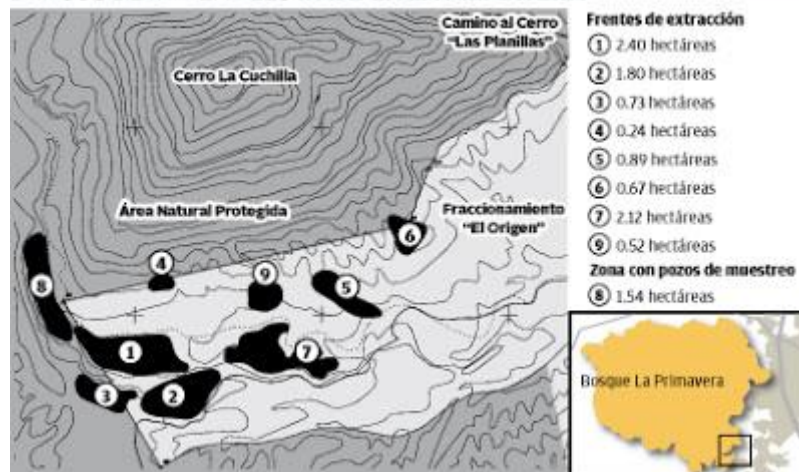 Camino al Cerro
"Las Planillas"
Cerro La Cuchilla
Área Natural Protegida
Fraccionamiento
"El Origen"
8
4
9
5
6
1
7
3
2
Frentes de extracción
1 2.40 hectáreas
2 1.80 hectáreas
3 0.73 hectáreas
4 0.24 hectáreas
5 0.89 hectáreas
6 0.67 hectáreas
7 2.12 hectáreas
9 0.52 hectáreas
Zona con pozos de muestreo
8 1.54 hectáreas
Bosque La Primavera